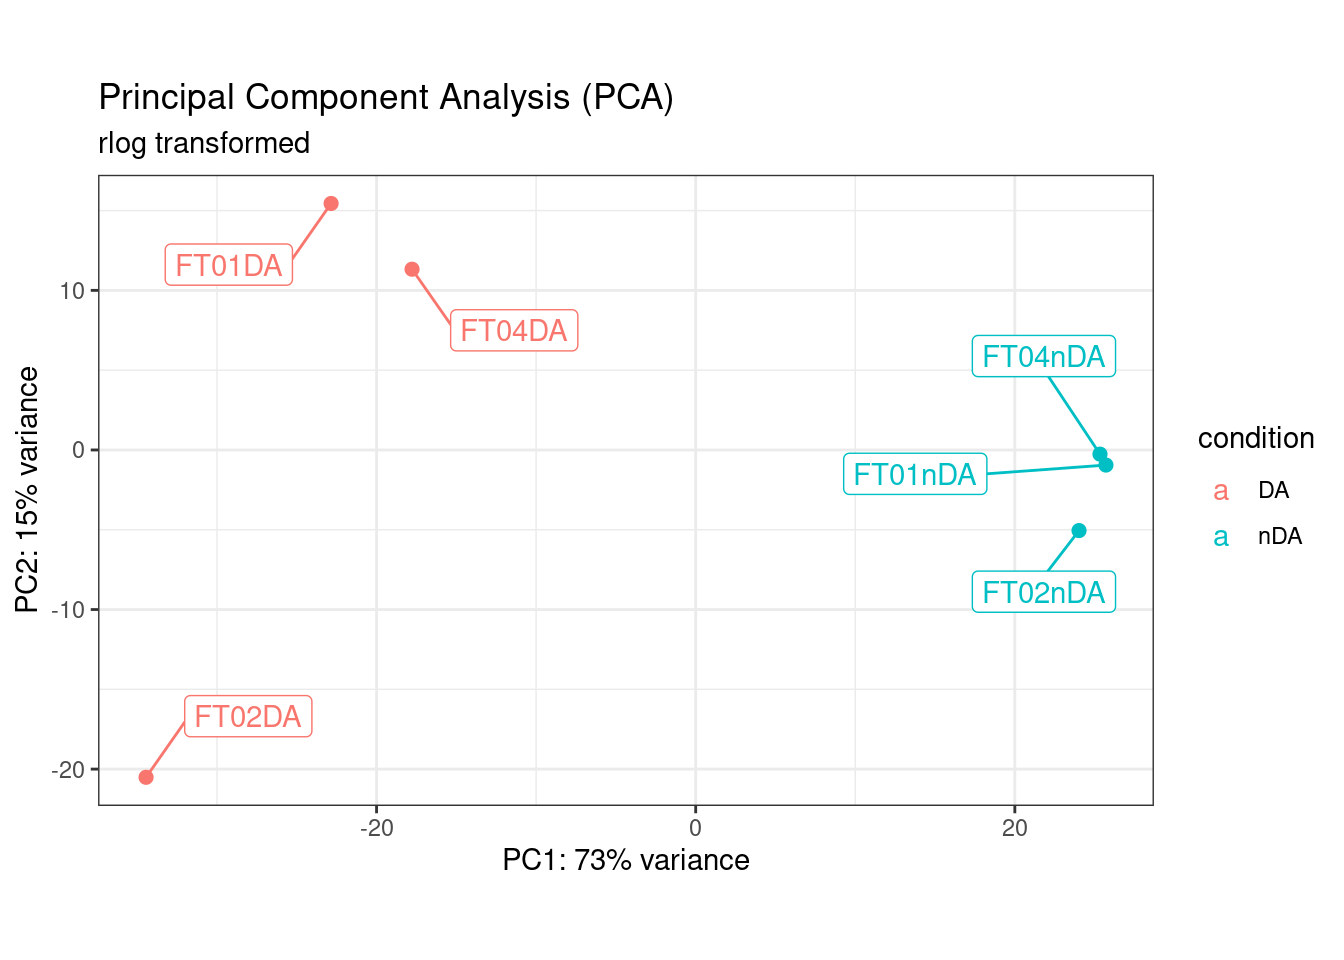 Principal Component Analysis (PCA)
rlog transformed
FT01DA
FT04DA
FT04nDA
FT01nDA
FT02nDA
FT02DA
10
0
-10
-20
PC2: 15% variance
-20
0
20
PC1: 73% variance
condition
a DA
a nDA